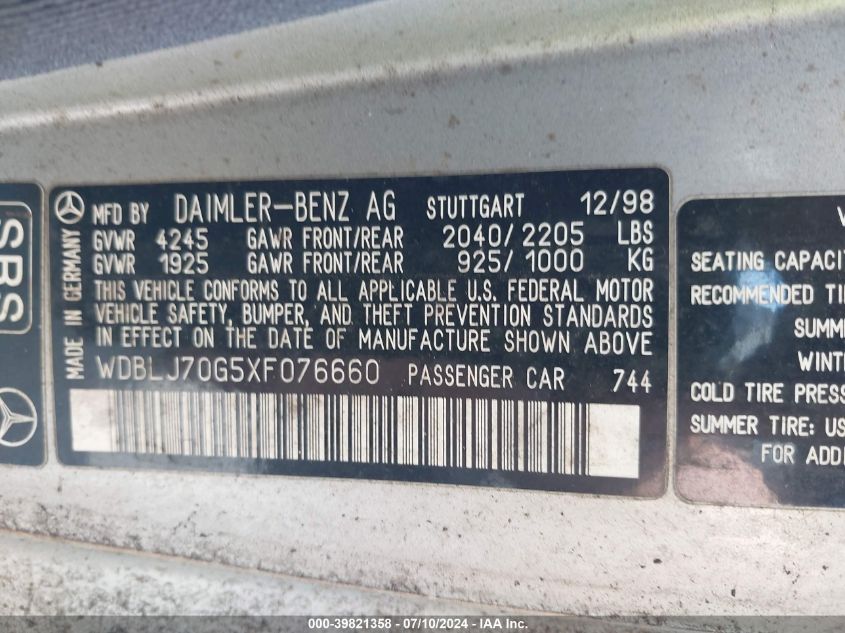 SRS
MADE IN GERMANY
MFD BY DAIMLER-BENZ AG STUTTGART 12/98
GVWR 4245 GAWR FRONT/REAR 2040/2205 LBS
GVWR 1925 GAWR FRONT/REAR 925/1000 KG
THIS VEHICLE CONFORMS TO ALL APPLICABLE U.S. FEDERAL MOTOR
VEHICLE SAFETY, BUMPER, AND THEFT PREVENTION STANDARDS
IN EFFECT ON THE DATE OF MANUFACTURE SHOWN ABOVE
WDBLJ70G5XF076660 PASSENGER CAR 744
V
SEATING CAPACIT
RECOMMENDED TI
SUMM
WINT
COLD TIRE PRESS
SUMMER TIRE: US
FOR ADDI
000-39821358 - 07/10/2024 - IAA Inc.